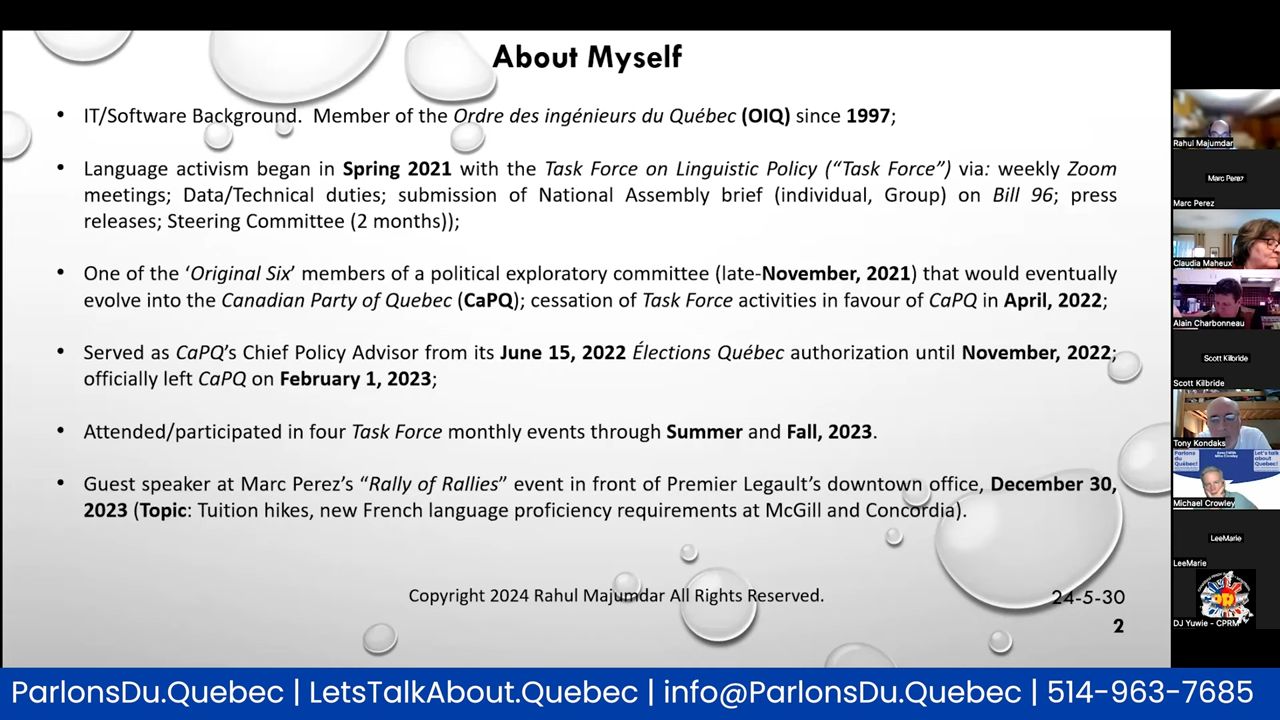 About Myself
• IT/Software Background. Member of the Ordre des ingénieurs du Québec (OIQ) since 1997;
• Language activism began in Spring 2021 with the Task Force on Linguistic Policy (“Task Force”) via: weekly Zoom
meetings; Data/Technical duties; submission of National Assembly brief (individual, Group) on Bill 96; press
releases; Steering Committee (2 months));
• One of the ‘Original Six’ members of a political exploratory committee (late-November, 2021) that would eventually
evolve into the Canadian Party of Quebec (CaPQ); cessation of Task Force activities in favour of CaPQ in April, 2022;
• Served as CaPQ’s Chief Policy Advisor from its June 15, 2022 Élections Québec authorization until November, 2022;
officially left CaPQ on February 1, 2023;
• Attended/participated in four Task Force monthly events through Summer and Fall, 2023.
• Guest speaker at Marc Perez’s “Rally of Rallies” event in front of Premier Legault’s downtown office, December 30,
2023 (Topic: Tuition hikes, new French language proficiency requirements at McGill and Concordia).
Copyright 2024 Rahul Majumdar All Rights Reserved.
24-5-30
2
Rahul Majumdar
Marc Perez
Marc Perez
Claudia Maheux
Alain Charbonneau
Scott Kilbride
Scott Kilbride
Tony Kondaks
Parlons
du
Québec!
Let's talk
about
Quebec!
Michael Crowley
LeeMarie
LeeMarie
DJ Yuwie - CPRM
ParlonsDu.Quebec | LetsTalkAbout.Quebec | info@ParlonsDu.Quebec | 514-963-7685